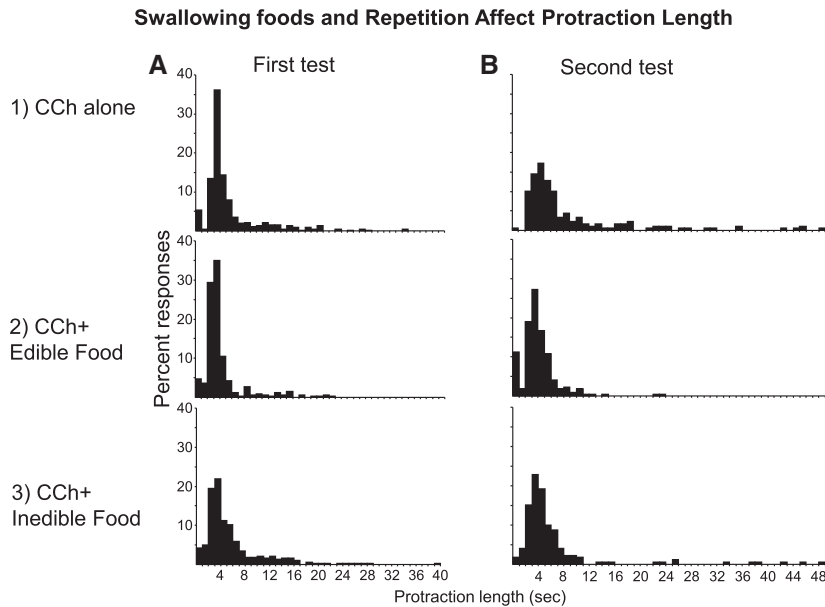 Swallowing foods and Repetition Affect Protraction Length
A First test
B Second test
1) CCh alone
40
30
20
10
2) CCh+
Edible Food
Percent responses
40
30
20
10
3) CCh+
Inedible Food
40
30
20
10
4 8 12 16 20 24 28 32 36 40
4 8 12 16 20 24 28 32 36 40 44 48
Protraction length (sec)